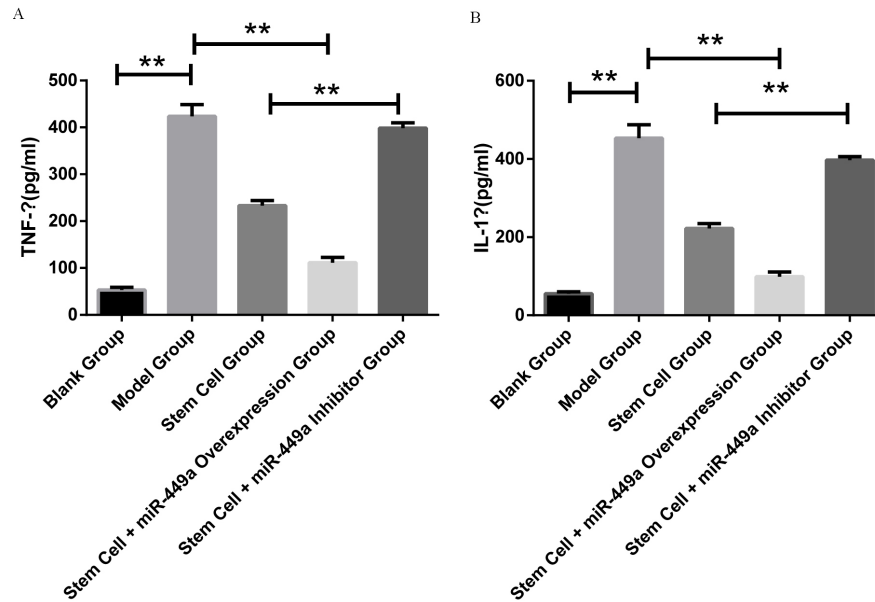 A
**
**
**
500
400
300
200
100
0
TNF-?(pg/ml)
Blank Group
Model Group
Stem Cell Group
Stem Cell + miR-449a Overexpression Group
Stem Cell + miR-449a Inhibitor Group
B
**
**
**
600
400
200
0
IL-1?(pg/ml)
Blank Group
Model Group
Stem Cell Group
Stem Cell + miR-449a Overexpression Group
Stem Cell + miR-449a Inhibitor Group